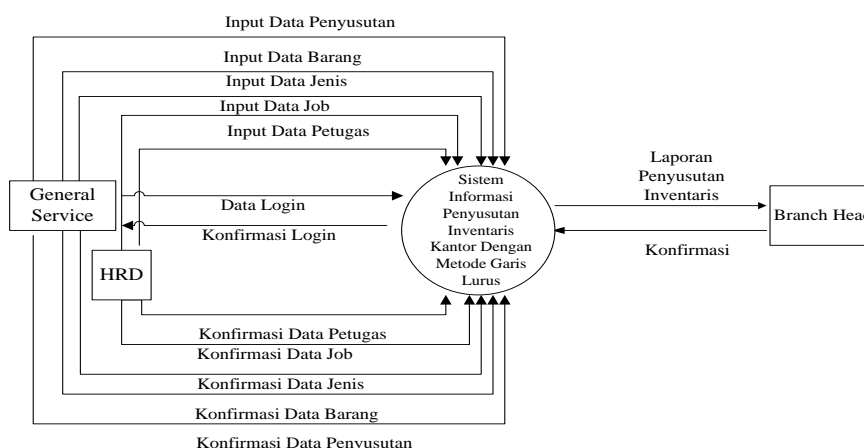 Input Data Penyusutan
Input Data Barang
Input Data Jenis
Input Data Job
Input Data Petugas
General
Service
Data Login
Konfirmasi Login
HRD
Sistem
Informasi
Penyusutan
Inventaris
Kantor Dengan
Metode Garis
Lurus
Laporan
Penyusutan
Inventaris
Konfirmasi
Branch Head
Konfirmasi Data Petugas
Konfirmasi Data Job
Konfirmasi Data Jenis
Konfirmasi Data Barang
Konfirmasi Data Penyusutan